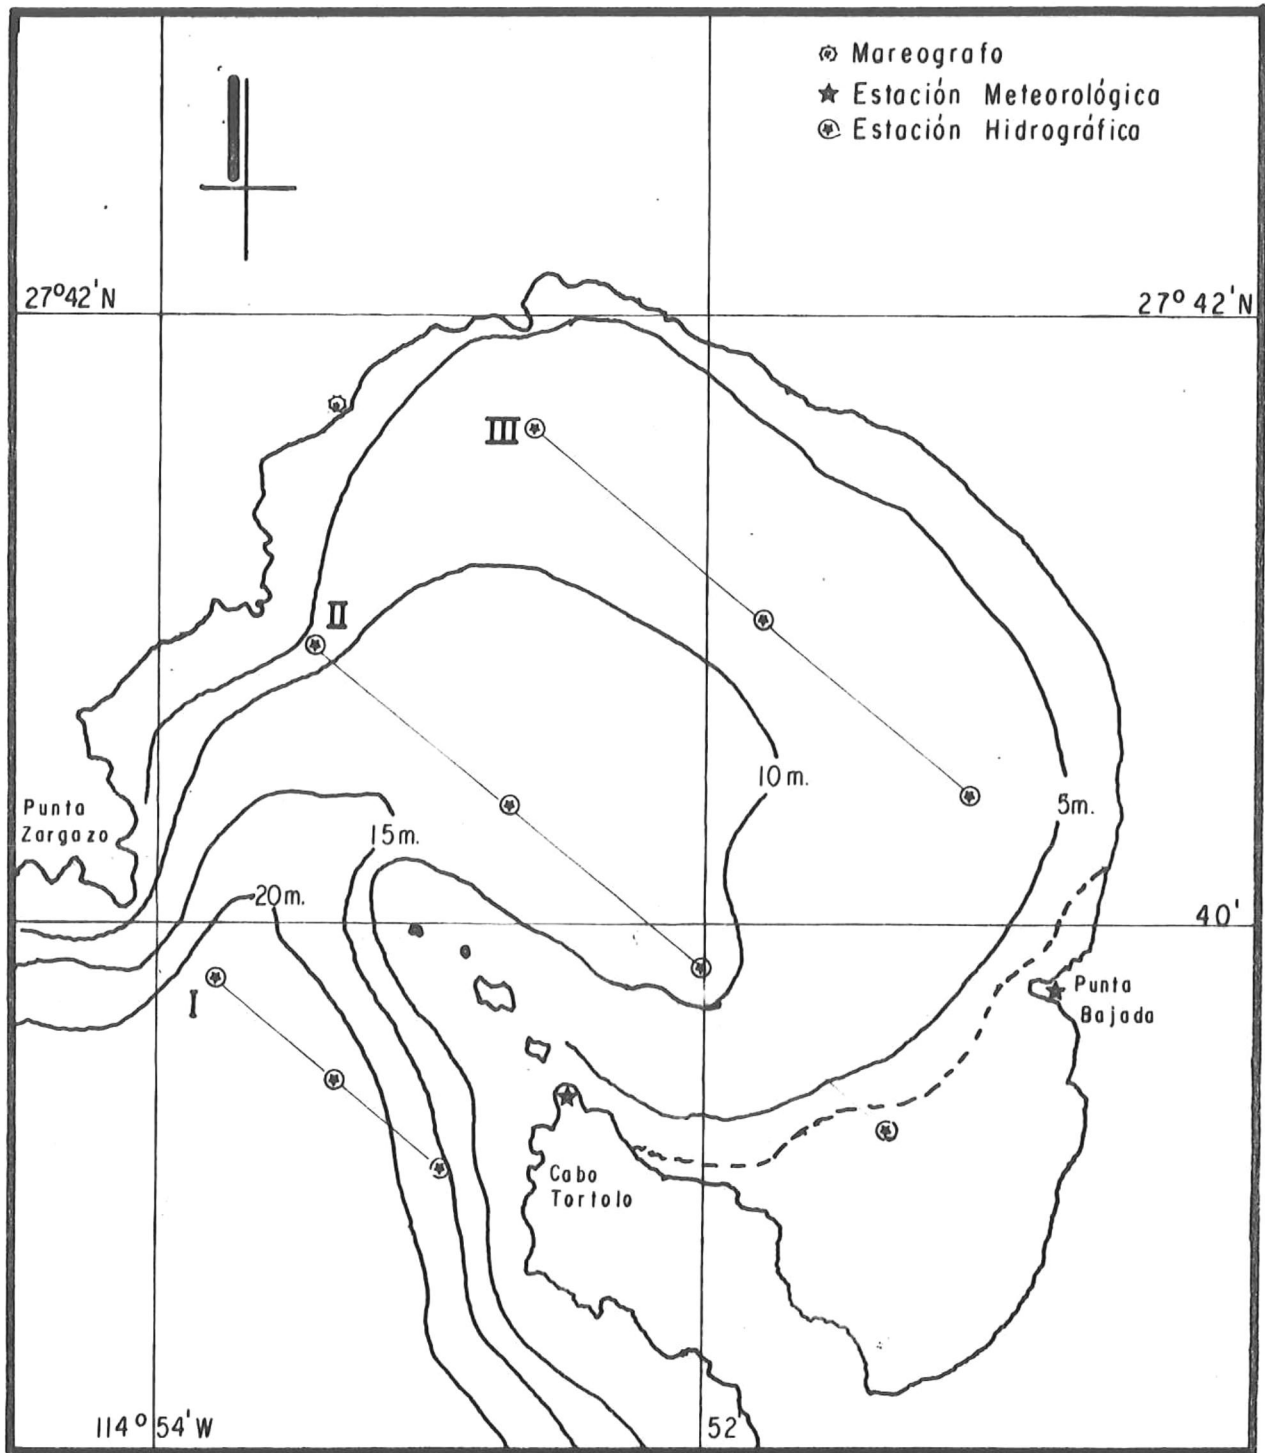 Mareografo
Estación Meteorológica
Estación Hidrográfica
27°42'N
27°42'N
III
II
10m.
5m.
Punta
Zargazo
15m.
20m.
40'
I
Punta
Bajada
Cabo
Tortolo
114°54'W
52'